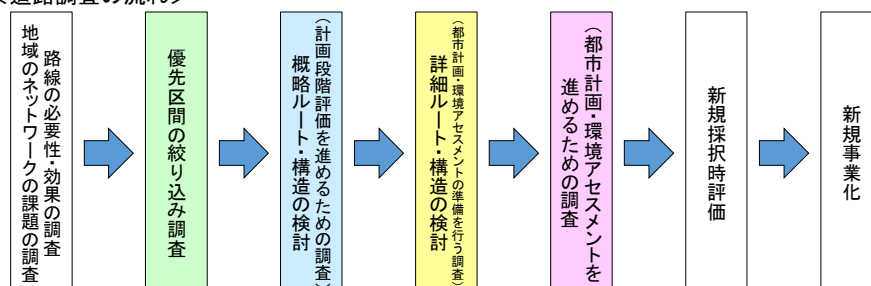 <道路調査の流れ>
路線の必要性・効果の調査
地域のネットワークの課題の調査
優先区間の絞り込み調査
(計画段階評価を進めるための調査)
概略ルート・構造の検討
(都市計画・環境アセスメントの準備を行う調査)
詳細ルート・構造の検討
(都市計画・環境アセスメントを
進めるための調査
新規採択時評価
新規事業化